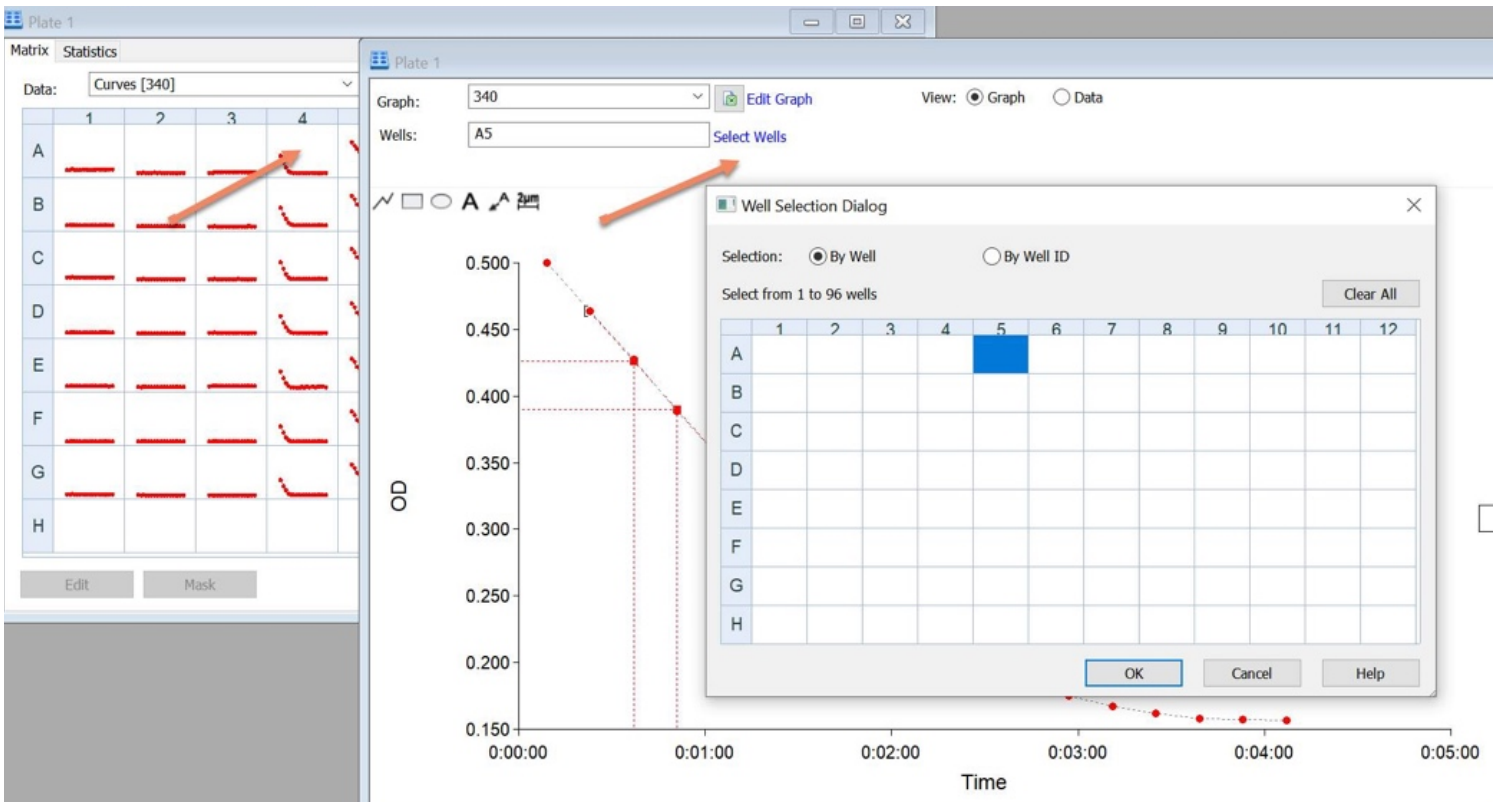 Plate 1
Matrix Statistics
Data: Curves [340]
1 2 3 4
A
B
C
D
E
F
G
H
Edit Mask
Plate 1
Graph: 340 Edit Graph View: Graph Data
Wells: A5 Select Wells
A A 2µm
OD
0.500
0.450
0.400
0.350
0.300
0.250
0.200
0.150
0:00:00 0:01:00 0:02:00 0:03:00 0:04:00 0:05:00
Time
Well Selection Dialog
Selection: By Well By Well ID
Select from 1 to 96 wells Clear All
1 2 3 4 5 6 7 8 9 10 11 12
A
B
C
D
E
F
G
H
OK Cancel Help